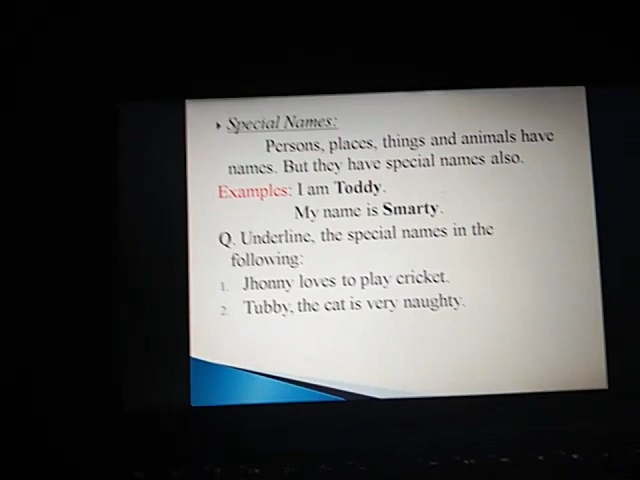 Special Names:
Persons, places, things and animals have
names. But they have special names also.
Examples: I am Toddy.
My name is Smarty.
Q. Underline, the special names in the
following:
1. Jhonny loves to play cricket.
2. Tubby, the cat is very naughty.